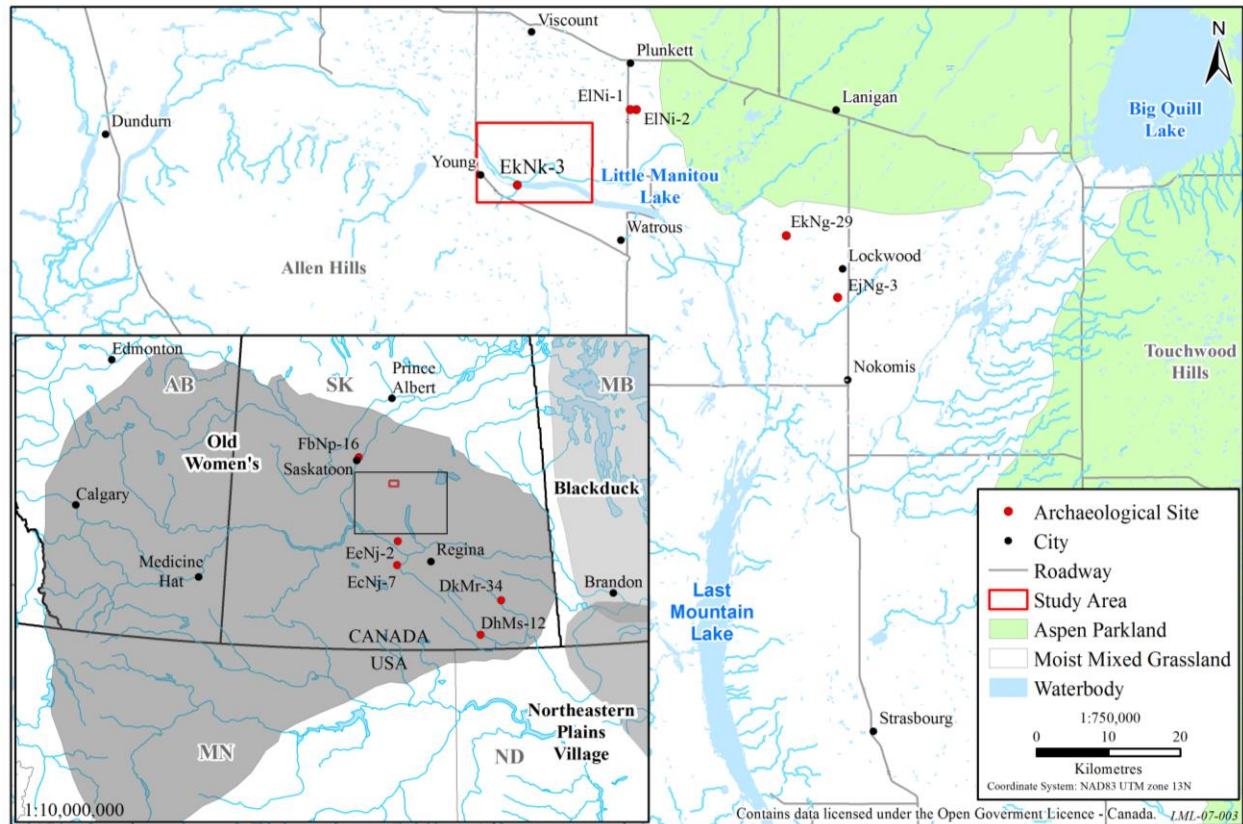 Viscount
Plunkett
N
ElNi-1
ElNi-2
Lanigan
Big Quill
Lake
Dundurn
Young
EkNk-3
Little Manitou
Lake
Watrous
EkNg-29
Lockwood
EjNg-3
Allen Hills
Nokomis
Touchwood
Hills
Last
Mountain
Lake
Strasbourg
Edmonton
AB
SK
Prince
Albert
MB
Old
Women's
FbNp-16
Saskatoon
Calgary
Blackduck
Medicine
Hat
EeNj-2
Regina
EcNj-7
DkMr-34
Brandon
DhMs-12
CANADA
USA
Northeastern
Plains
Village
MN
ND
1:10,000,000
Archaeological Site
City
Roadway
Study Area
Aspen Parkland
Moist Mixed Grassland
Waterbody
1:750,000
0 10 20
Kilometres
Coordinate System: NAD83 UTM zone 13N
Contains data licensed under the Open Goverment Licence - Canada. LML-07-003